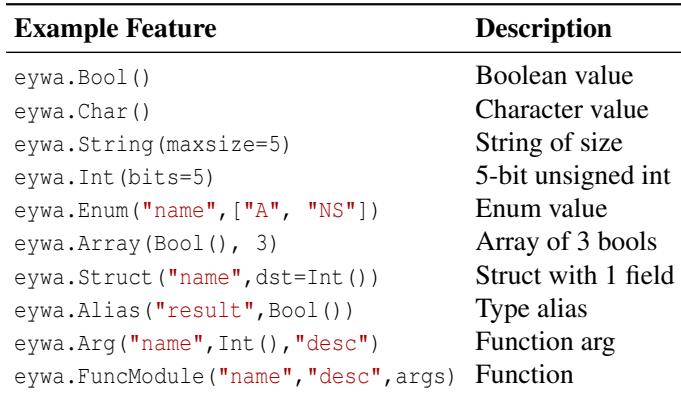 Example Feature Description
eywa.Bool() Boolean value
eywa.Char() Character value
eywa.String(maxsize=5) String of size
eywa.Int(bits=5) 5-bit unsigned int
eywa.Enum("name",["A", "NS"]) Enum value
eywa.Array(Bool(), 3) Array of 3 bools
eywa.Struct("name",dst=Int()) Struct with 1 field
eywa.Alias("result",Bool()) Type alias
eywa.Arg("name",Int(),"desc") Function arg
eywa.FuncModule("name","desc",args) Function